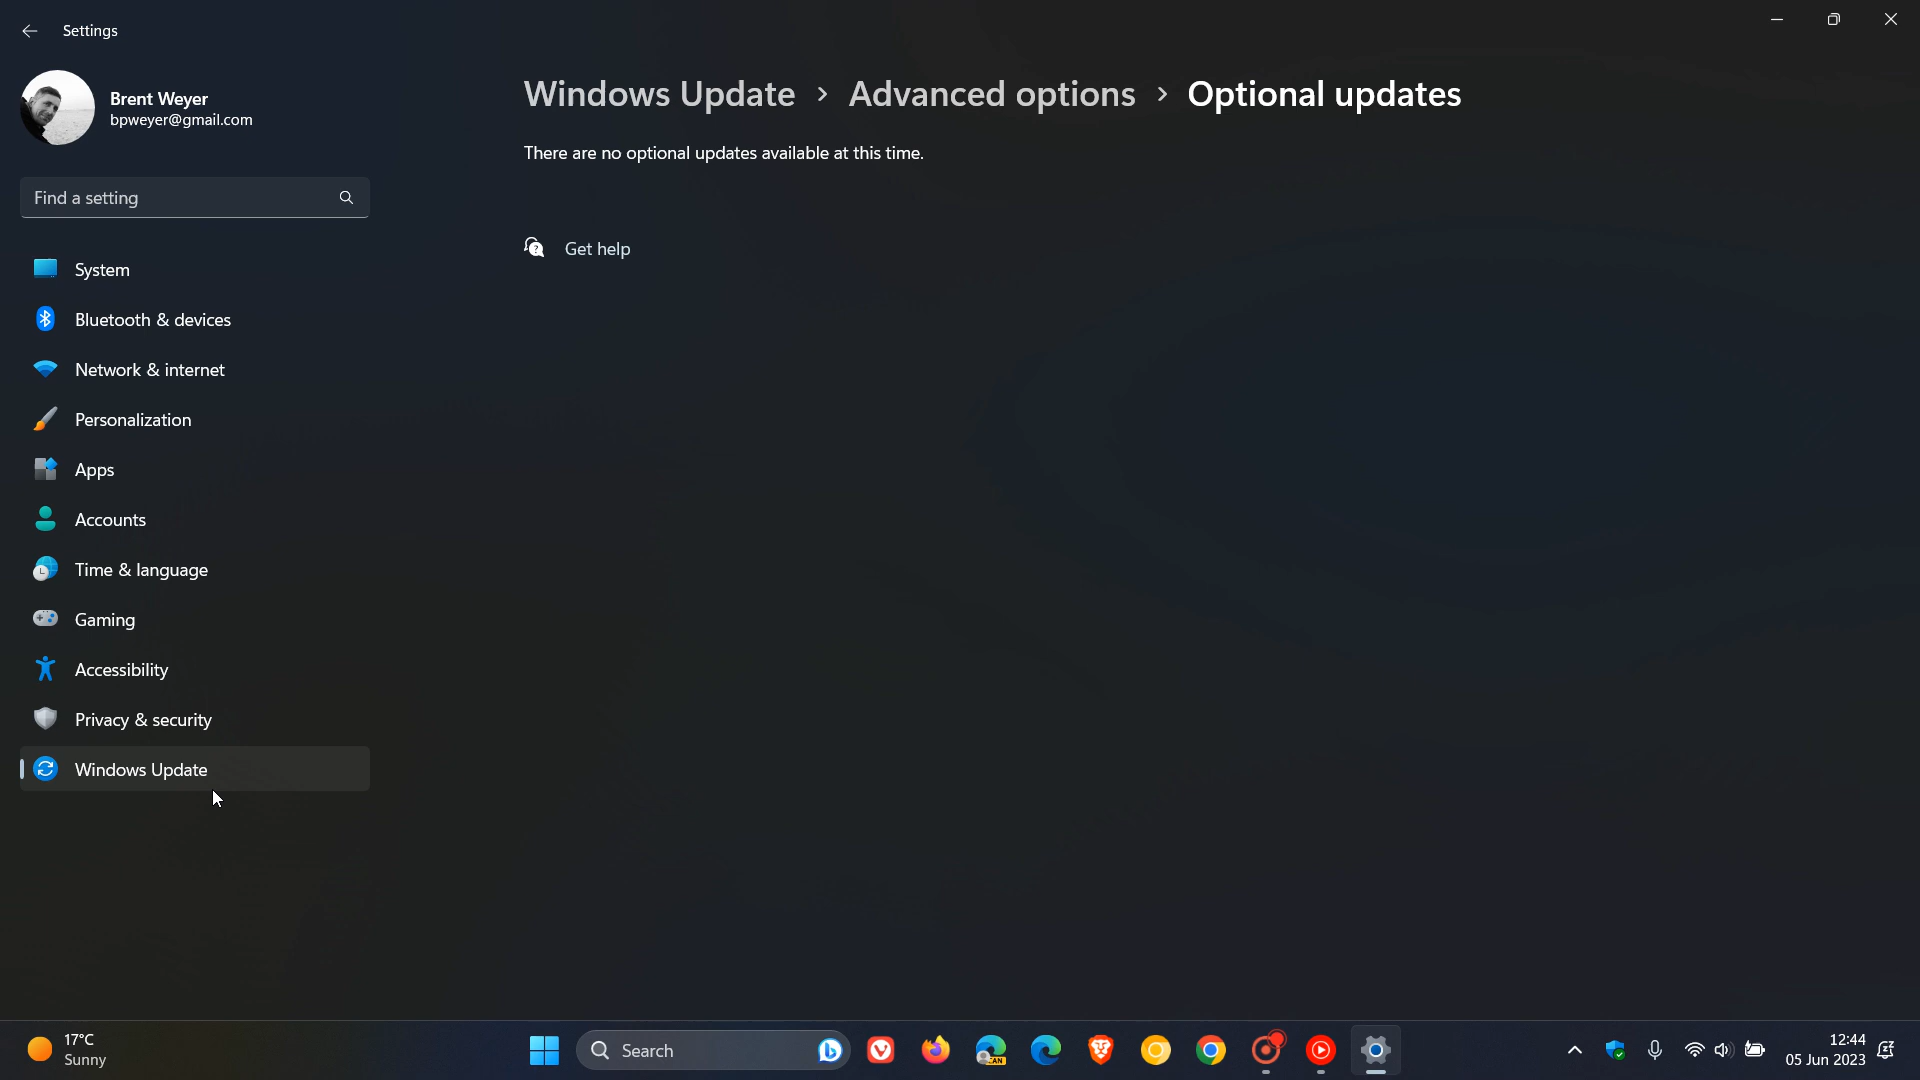 Settings
Brent Weyer
bpweyer@gmail.com
Find a setting
System
Bluetooth & devices
Network & internet
Personalization
Apps
Accounts
Time & language
Gaming
Accessibility
Privacy & security
Windows Update
Windows Update > Advanced options > Optional updates
There are no optional updates available at this time.
Get help
17°C
Sunny
Search
CAN
12:44
05 Jun 2023